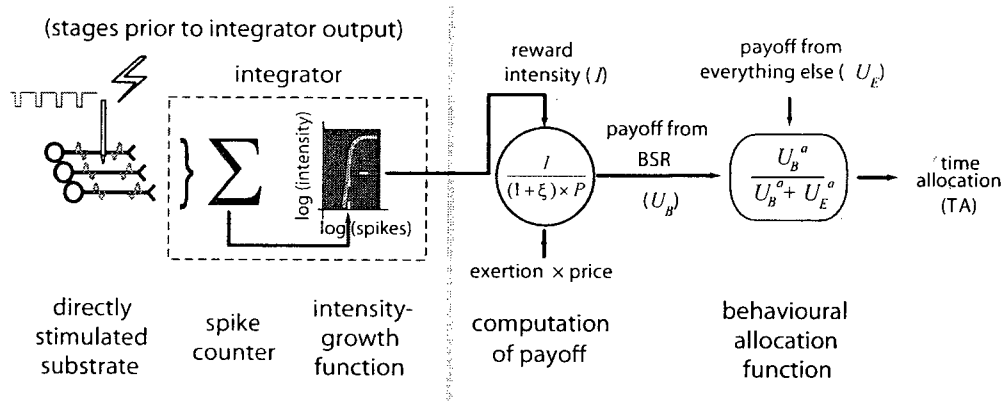 (stages prior to integrator output)
integrator
Σ
log (intensity)
log (spikes)
reward
intensity (I)
I
(1 + ξ) × P
exertion × price
payoff from
BSR
(U_B)
payoff from
everything else ( U_E)
U_B^a
U_B^a + U_E^a
time
allocation
(TA)
directly
stimulated
substrate
spike
counter
intensity-
growth
function
computation
of payoff
behavioural
allocation
function